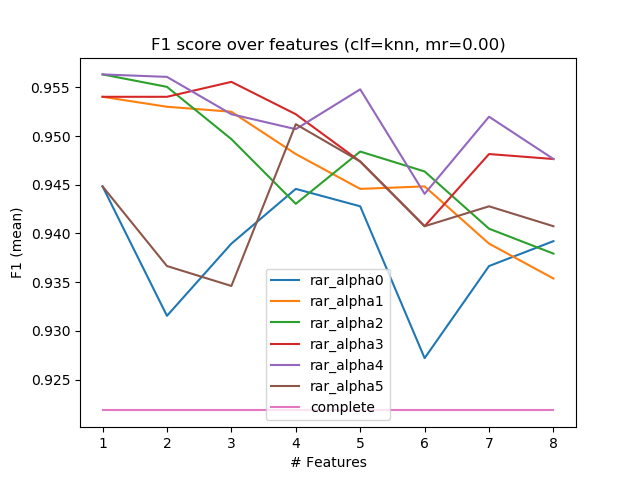 F1 score over features (clf=knn, mr=0.00)
F1 (mean)
0.955
0.950
0.945
0.940
0.935
0.930
0.925
rar_alpha0
rar_alpha1
rar_alpha2
rar_alpha3
rar_alpha4
rar_alpha5
complete
1 2 3 4 5 6 7 8
# Features